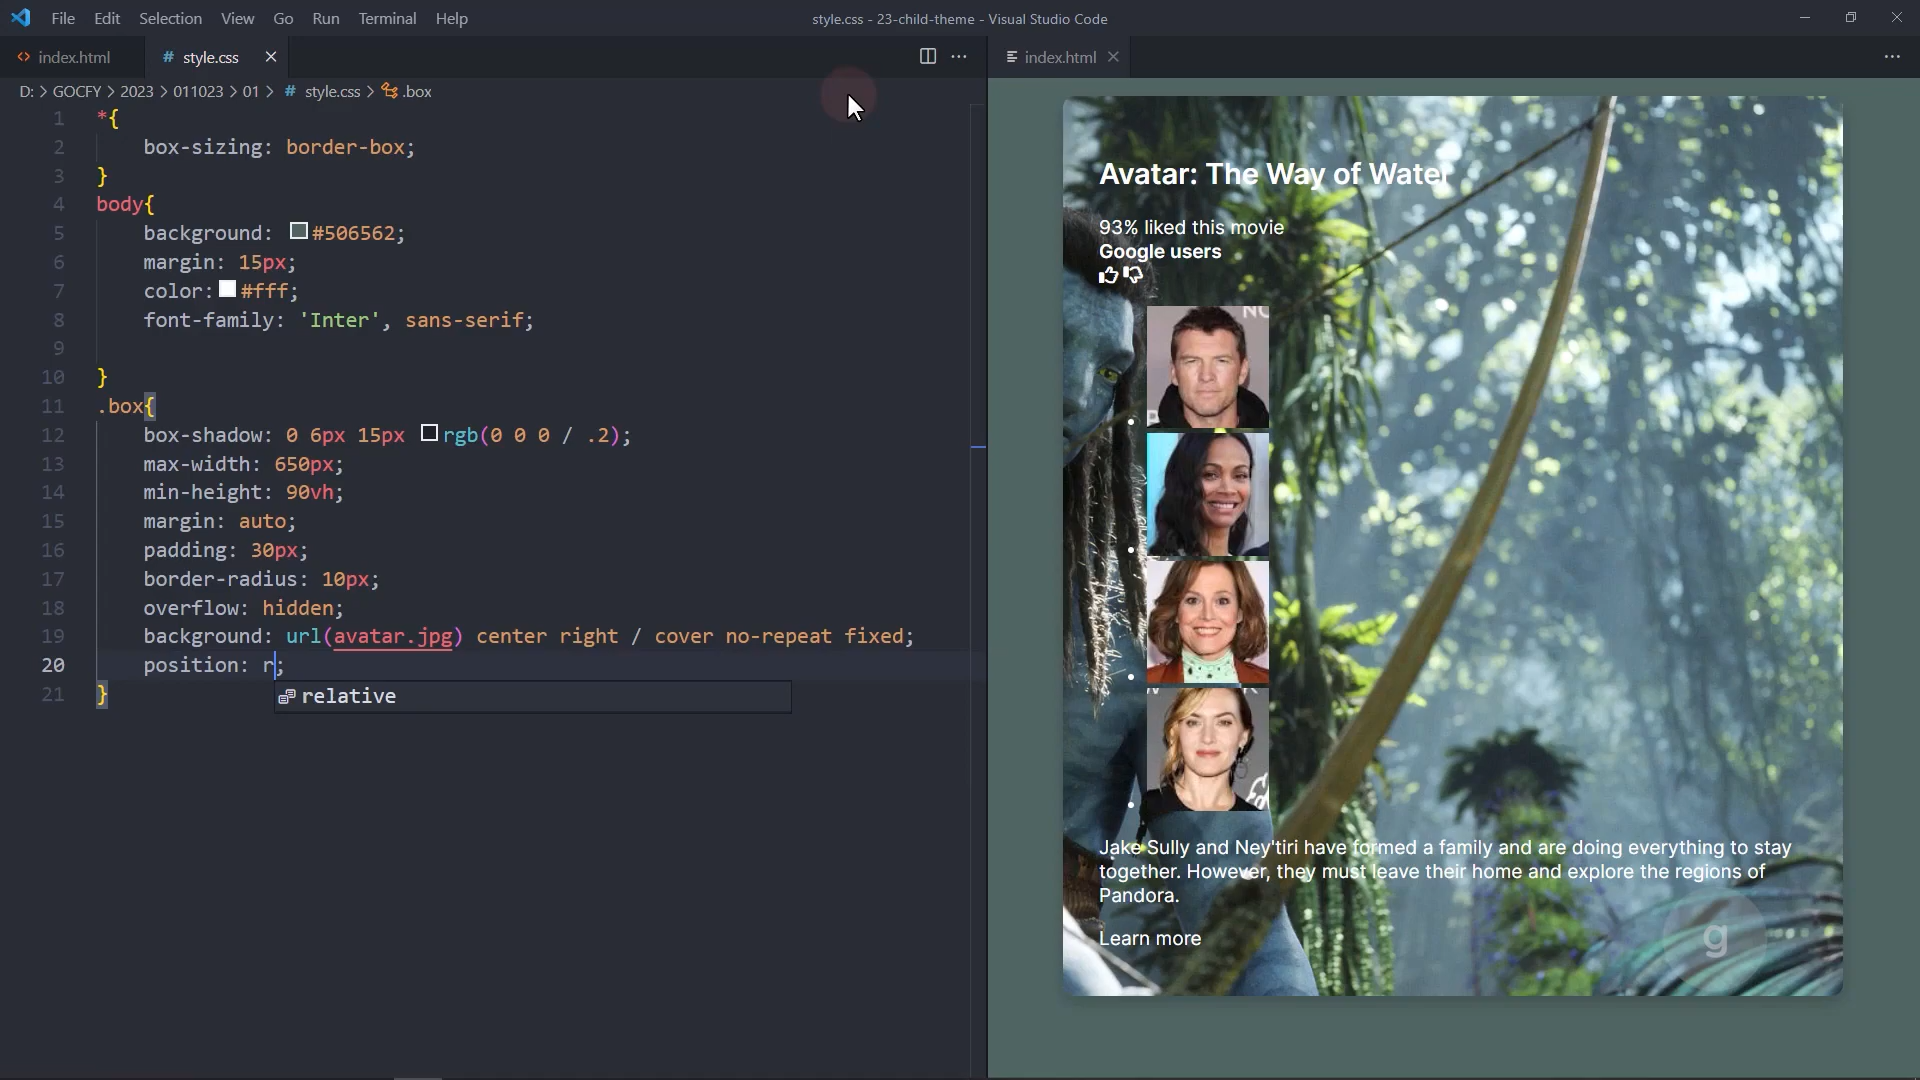 File Edit Selection View Go Run Terminal Help
style.css - 23-child-theme - Visual Studio Code
index.html
# style.css
index.html
D: > GOCFY > 2023 > 011023 > 01 > # style.css > .box
1 *{
2 box-sizing: border-box;
3 }
4 body{
5 background: #506562;
6 margin: 15px;
7 color: #fff;
8 font-family: 'Inter', sans-serif;
9
10 }
11 .box{
12 box-shadow: 0 6px 15px rgb(0 0 0 / .2);
13 max-width: 650px;
14 min-height: 90vh;
15 margin: auto;
16 padding: 30px;
17 border-radius: 10px;
18 overflow: hidden;
19 background: url(avatar.jpg) center right / cover no-repeat fixed;
20 position: r;
21 }
relative
Avatar: The Way of Water
93% liked this movie
Google users
Jake Sully and Ney'tiri have formed a family and are doing everything to stay
together. However, they must leave their home and explore the regions of
Pandora.
Learn more
g